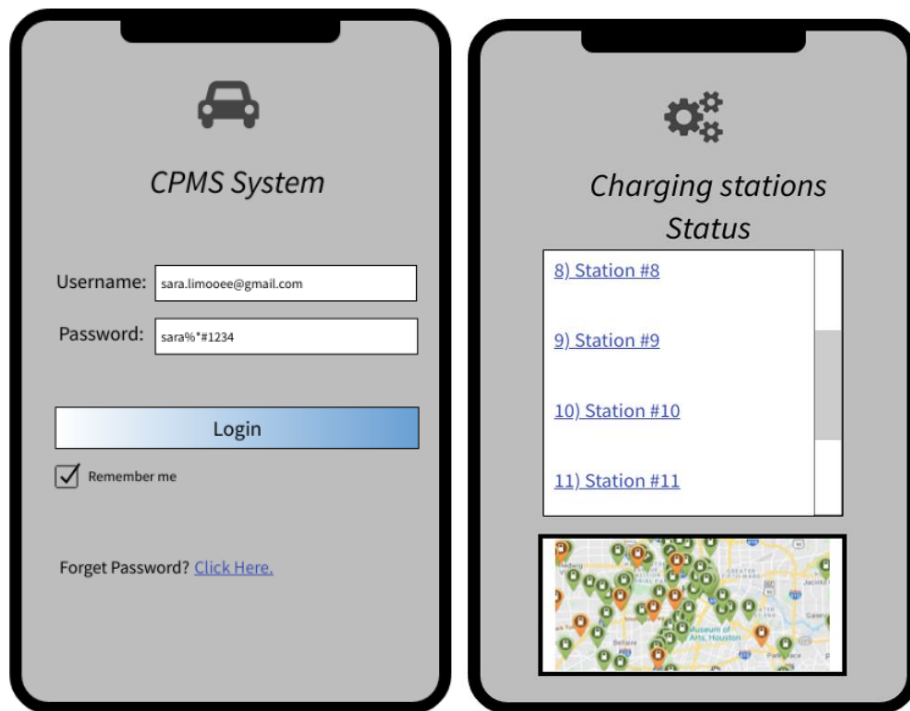 CPMS System
Username: sara.limooee@gmail.com
Password: sara%*#1234
Login
Remember me
Forget Password? Click Here.
Charging stations
Status
8) Station #8
9) Station #9
10) Station #10
11) Station #11
Museum of
Arts, Houston
Bellaire